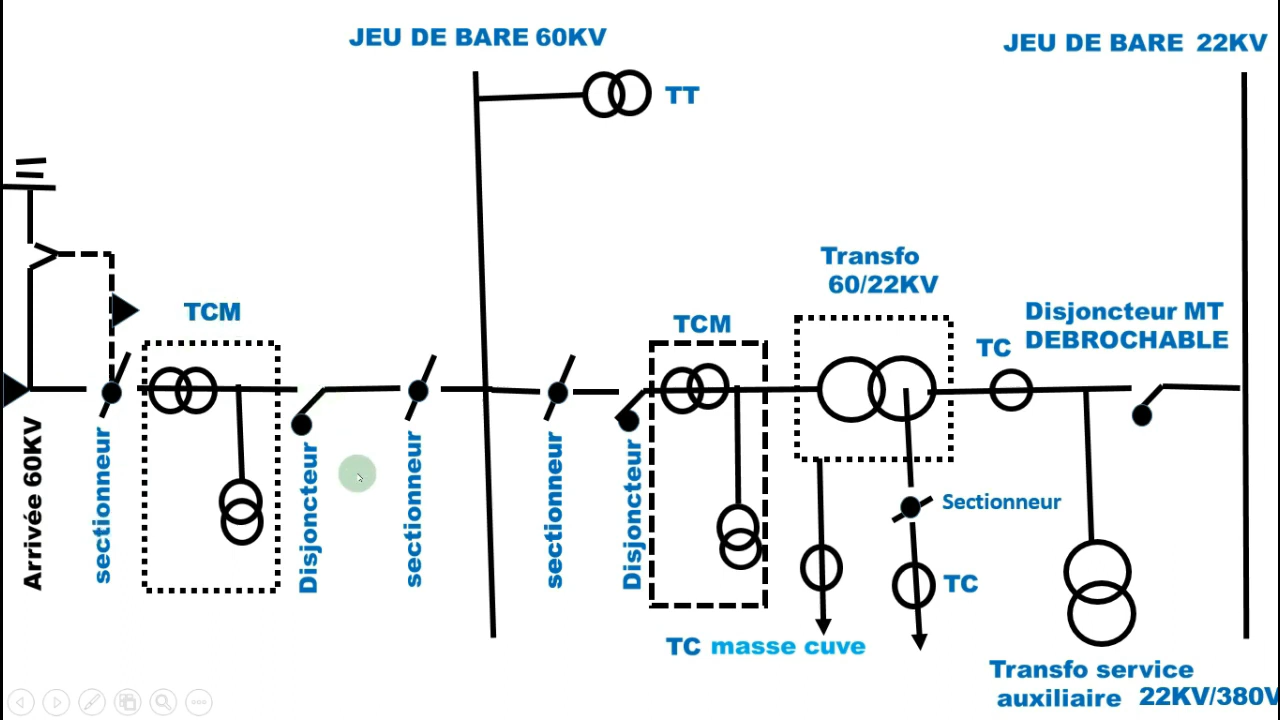 JEU DE BARE 60KV
JEU DE BARE 22KV
TT
Transfo
60/22KV
TCM
TCM
Disjoncteur MT
DEBROCHABLE
TC
Arrivée 60KV
sectionneur
Disjoncteur
sectionneur
sectionneur
Disjoncteur
Sectionneur
TC
TC masse cuve
Transfo service
auxiliaire 22KV/380V